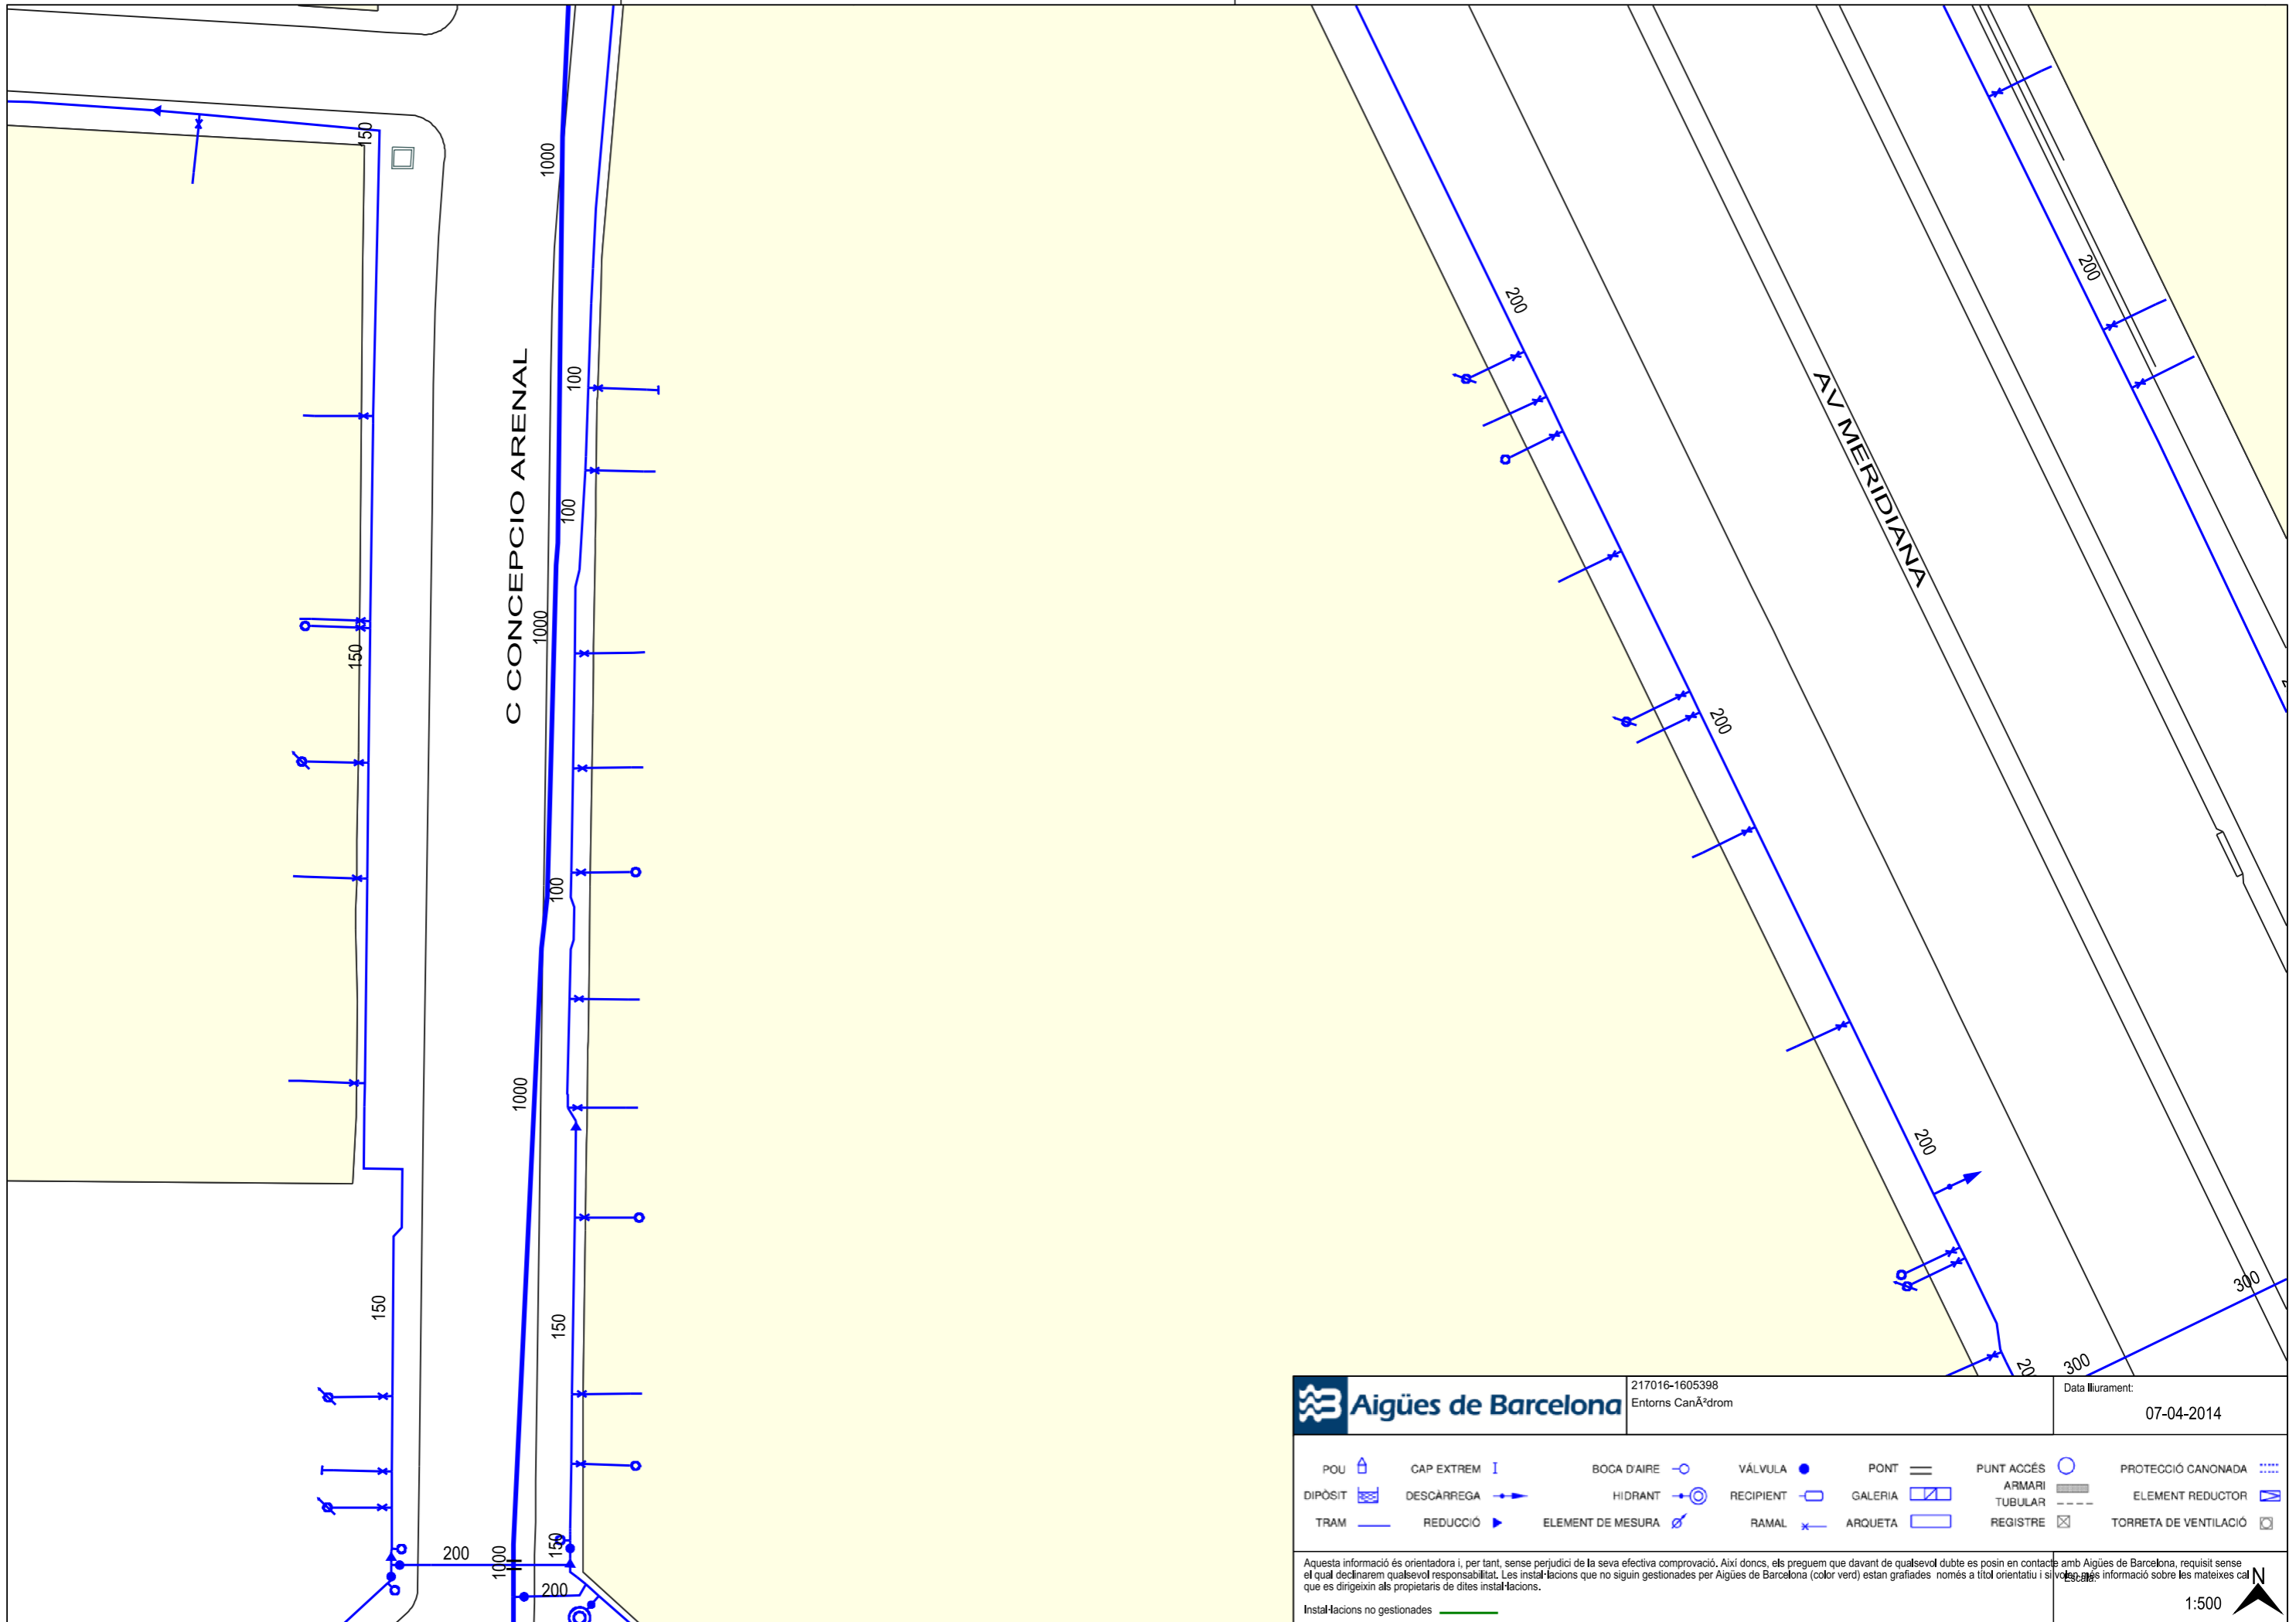 150
1000
200
200
100
C CONCEPCIO ARENAL
AV MERIDIANA
100
1000
150
200
100
1000
200
150
150
300
300
20
200
1000
150
200
Aigües de Barcelona
217016-1605398
Entorns CanÃ²drom
Data lliurament:
07-04-2014
POU CAP EXTREM BOCA D'AIRE VÁLVULA PONT PUNT ACCÉS PROTECCIÓ CANONADA
DIPÒSIT DESCÀRREGA HIDRANT RECIPIENT GALERIA ARMARI ELEMENT REDUCTOR
TUBULAR
TRAM REDUCCIÓ ELEMENT DE MESURA RAMAL ARQUETA REGISTRE TORRETA DE VENTILACIÓ
Aquesta informació és orientadora i, per tant, sense perjudici de la seva efectiva comprovació. Així doncs, els preguem que davant de qualsevol dubte es posin en contacte amb Aigües de Barcelona, requisit sense
el qual declinarem qualsevol responsabilitat. Les instal·lacions que no siguin gestionades per Aigües de Barcelona (color verd) estan grafiades només a títol orientatiu i si volen més informació sobre les mateixes cal
que es dirigeixin als propietaris de dites instal·lacions.
Instal·lacions no gestionades
Escala:
1:500
N